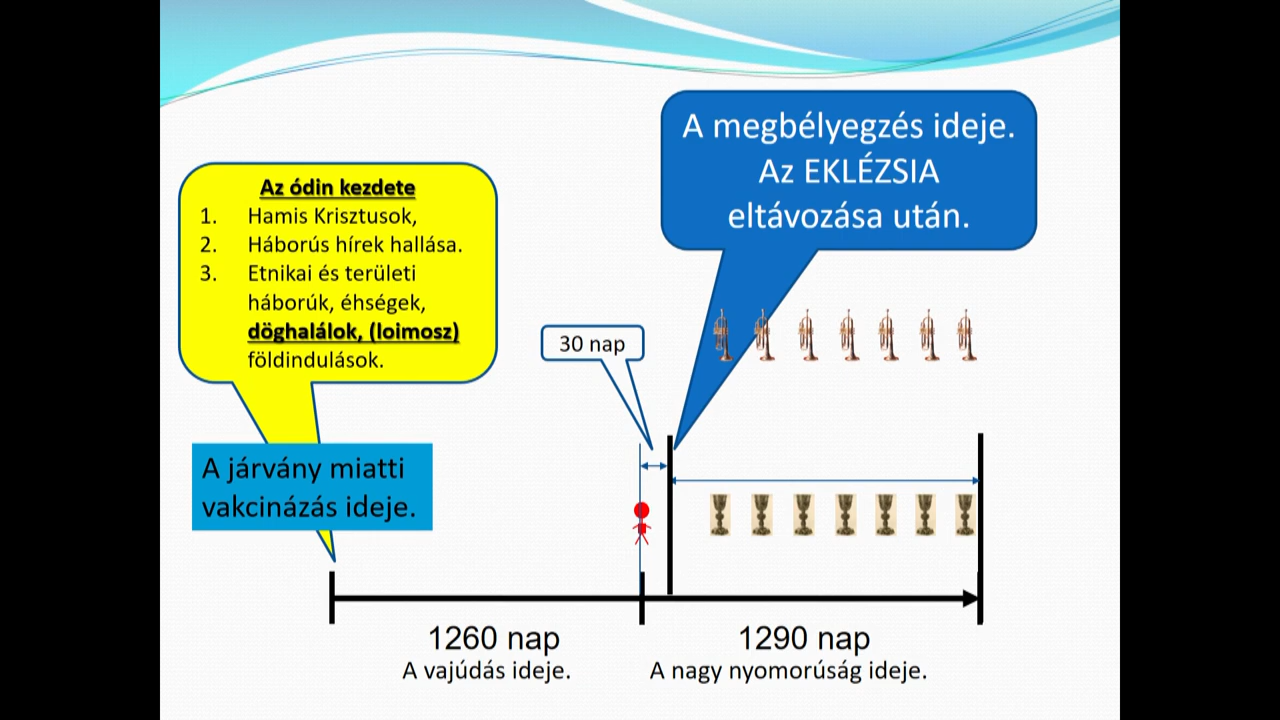 A megbélyegzés ideje.
Az EKLÉZSIA
eltávozása után.
Az ódin kezdete
1. Hamis Krisztusok,
2. Háborús hírek hallása.
3. Etnikai és területi
háborúk, éhségek,
döghalálok, (loimosz)
földindulások.
30 nap
A járvány miatti
vakcinázás ideje.
1260 nap
A vajúdás ideje.
1290 nap
A nagy nyomorúság ideje.